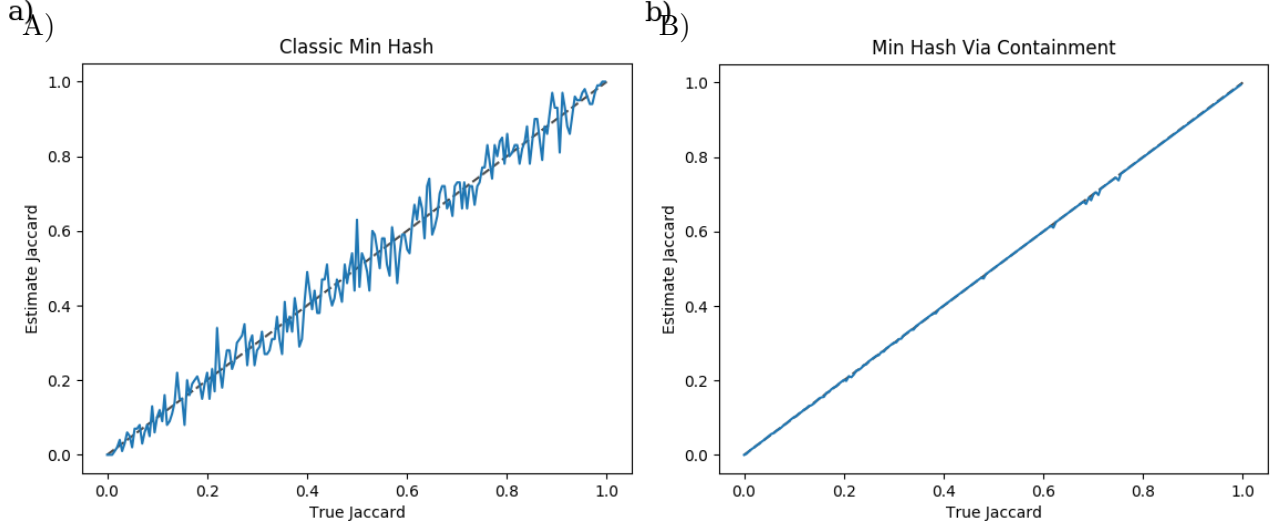 a)
A)
Classic Min Hash
1.0
0.8
0.6
0.4
0.2
0.0
Estimate Jaccard
0.0 0.2 0.4 0.6 0.8 1.0
True Jaccard
b)
B)
Min Hash Via Containment
1.0
0.8
0.6
0.4
0.2
0.0
Estimate Jaccard
0.0 0.2 0.4 0.6 0.8 1.0
True Jaccard